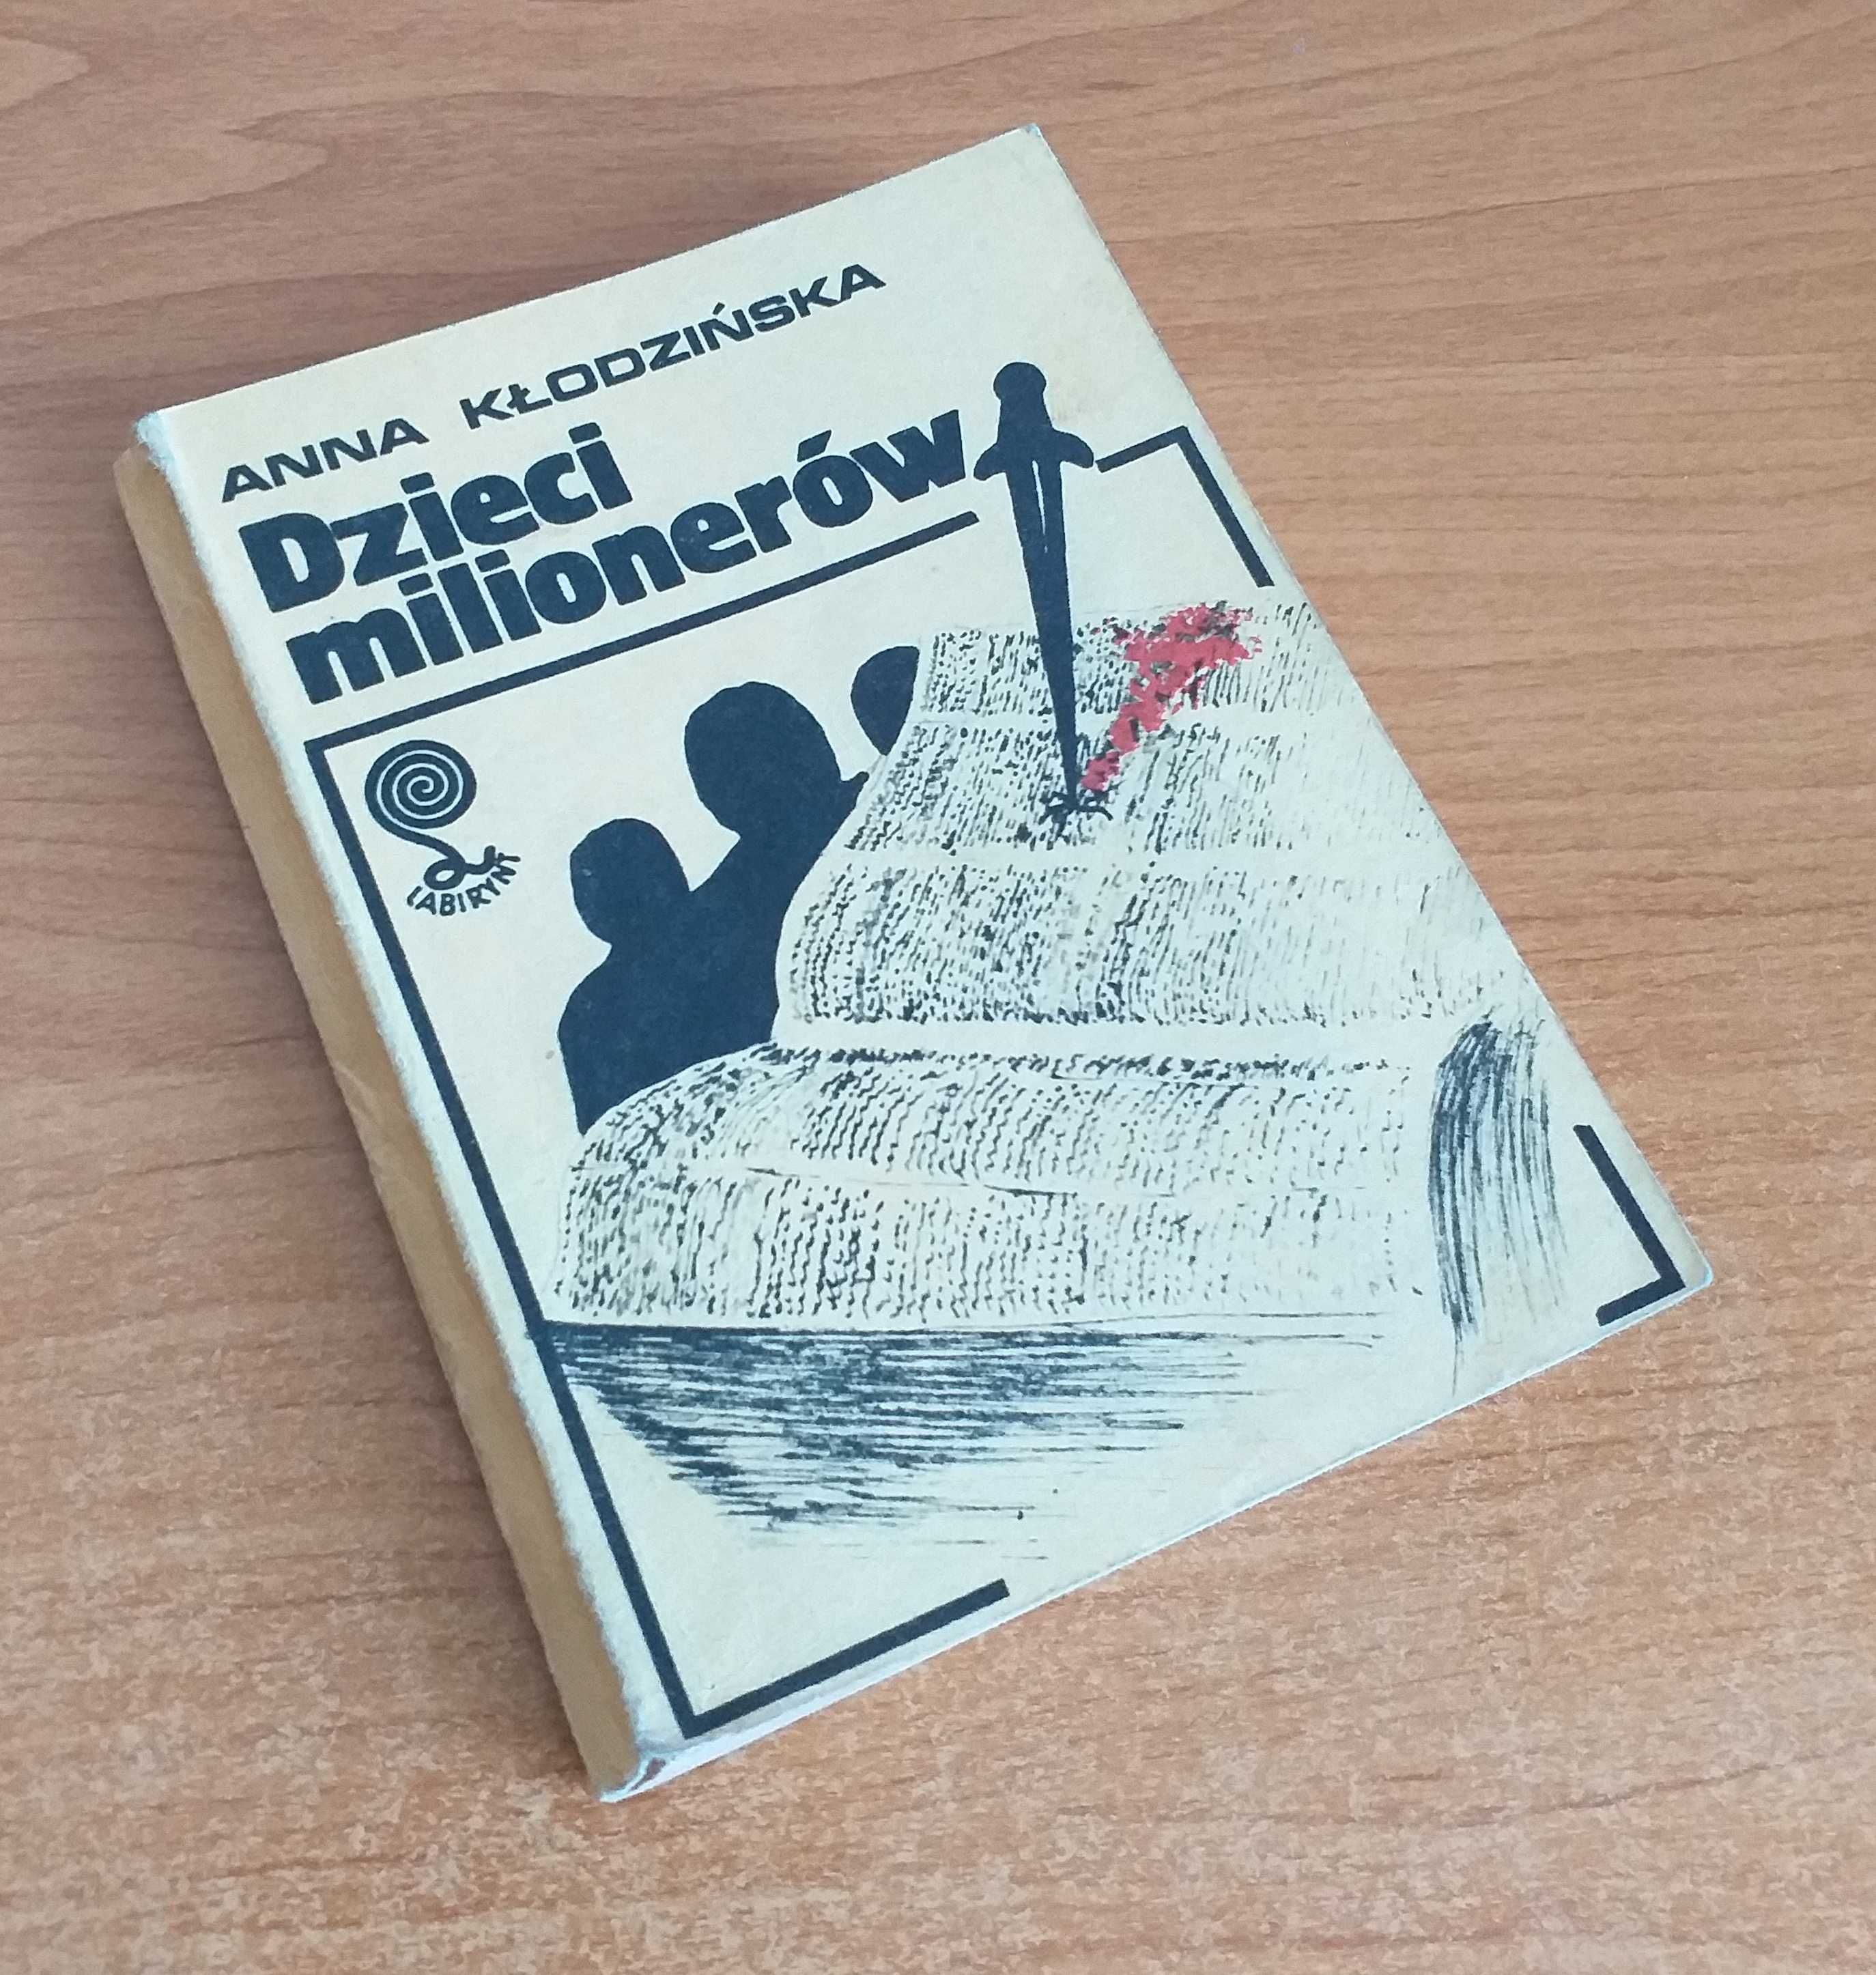 ANNA KŁODZIŃSKA
Dzieci
milionerów
LABIRYNT